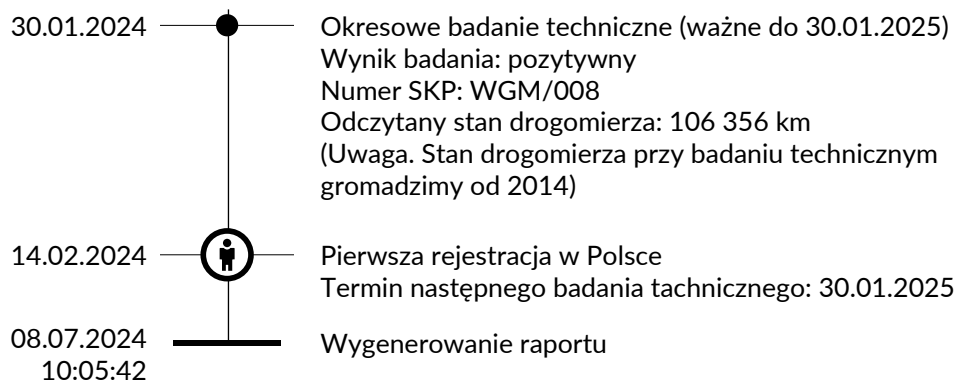 30.01.2024
Okresowe badanie techniczne (ważne do 30.01.2025)
Wynik badania: pozytywny
Numer SKP: WGM/008
Odczytany stan drogomierza: 106 356 km
(Uwaga. Stan drogomierza przy badaniu technicznym
gromadzimy od 2014)
14.02.2024
Pierwsza rejestracja w Polsce
Termin następnego badania tachnicznego: 30.01.2025
08.07.2024
10:05:42
Wygenerowanie raportu